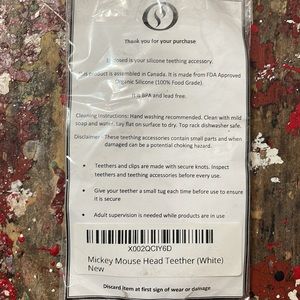 Thank you for your purchase
Enclosed is your silicone teething accessory.
This product is assembled in Canada. It is made from FDA Approved
Organic Silicone (100% Food Grade).
It is BPA and lead free.
Cleaning Instructions: Hand washing recommended. Clean with mild
soap and water. Lay flat on surface to dry. Top rack dishwasher safe.
Disclaimer - These teething accessories contain small parts and when
damaged can be a potential choking hazard.
• Teethers and clips are made with secure knots. Inspect
teethers and teething accessories before every use.
• Give your teether a small tug each time before use to ensure
it is secure
• Adult supervision is needed while products are in use
X002QCIY6D
Mickey Mouse Head Teether (White)
New
Discard item at first sign of wear or damage